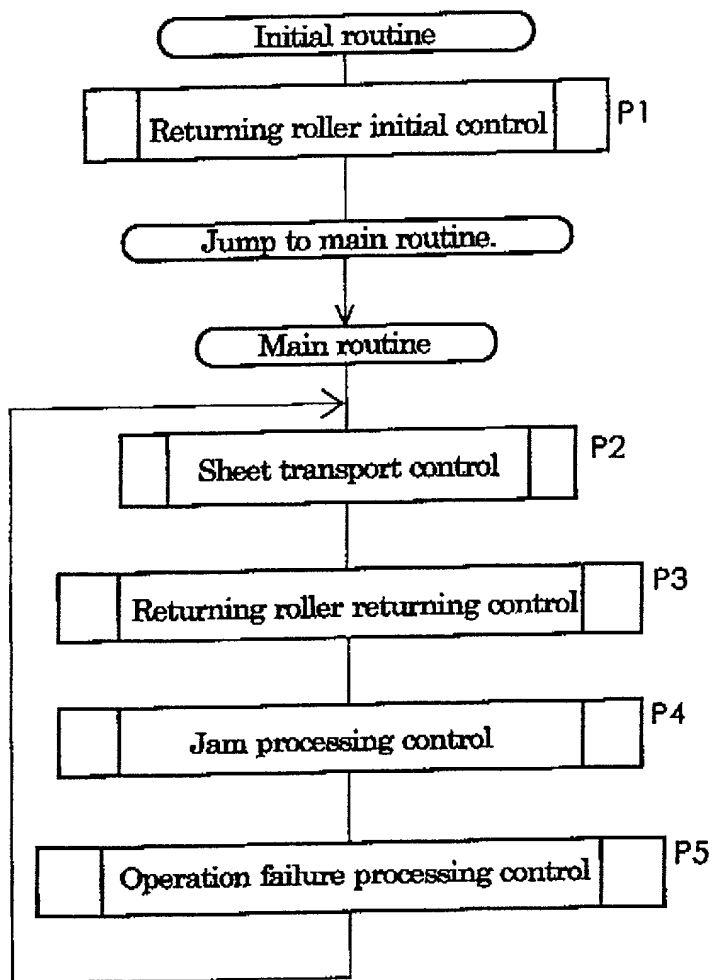 Initial routine
Returning roller initial control
P1
Jump to main routine.
Main routine
Sheet transport control
P2
Returning roller returning control
P3
Jam processing control
P4
Operation failure processing control
P5